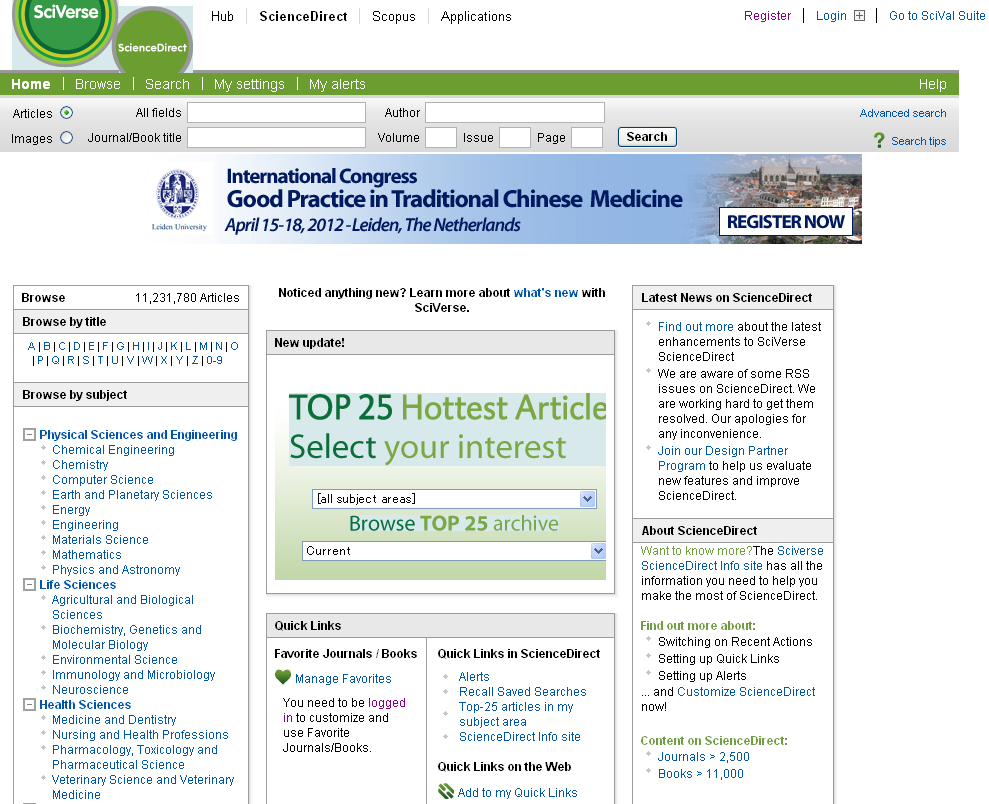 SciVerse
ScienceDirect
Hub ScienceDirect Scopus Applications
Register Login Go to SciVal Suite
Home Browse Search My settings My alerts Help
Articles All fields Author Advanced search
Images Journal/Book title Volume Issue Page Search ? Search tips
Leiden University
International Congress
Good Practice in Traditional Chinese Medicine
April 15-18, 2012 - Leiden, The Netherlands
REGISTER NOW
Browse 11,231,780 Articles
Browse by title
A|B|C|D|E|F|G|H|I|J|K|L|M|N|O
|P|Q|R|S|T|U|V|W|X|Y|Z|0-9
Browse by subject
Physical Sciences and Engineering
Chemical Engineering
Chemistry
Computer Science
Earth and Planetary Sciences
Energy
Engineering
Materials Science
Mathematics
Physics and Astronomy
Life Sciences
Agricultural and Biological
Sciences
Biochemistry, Genetics and
Molecular Biology
Environmental Science
Immunology and Microbiology
Neuroscience
Health Sciences
Medicine and Dentistry
Nursing and Health Professions
Pharmacology, Toxicology and
Pharmaceutical Science
Veterinary Science and Veterinary
Medicine
Noticed anything new? Learn more about what's new with
SciVerse.
New update!
TOP 25 Hottest Article
Select your interest
[all subject areas]
Browse TOP 25 archive
Current
Quick Links
Favorite Journals / Books
Manage Favorites
You need to be logged
in to customize and
use Favorite
Journals/Books.
Quick Links in ScienceDirect
Alerts
Recall Saved Searches
Top-25 articles in my
subject area
ScienceDirect Info site
Quick Links on the Web
Add to my Quick Links
Latest News on ScienceDirect
Find out more about the latest
enhancements to SciVerse
ScienceDirect
We are aware of some RSS
issues on ScienceDirect. We
are working hard to get them
resolved. Our apologies for
any inconvenience.
Join our Design Partner
Program to help us evaluate
new features and improve
ScienceDirect.
About ScienceDirect
Want to know more?The Sciverse
ScienceDirect Info site has all the
information you need to help you
make the most of ScienceDirect.
Find out more about:
Switching on Recent Actions
Setting up Quick Links
Setting up Alerts
... and Customize ScienceDirect
now!
Content on ScienceDirect:
Journals > 2,500
Books > 11,000